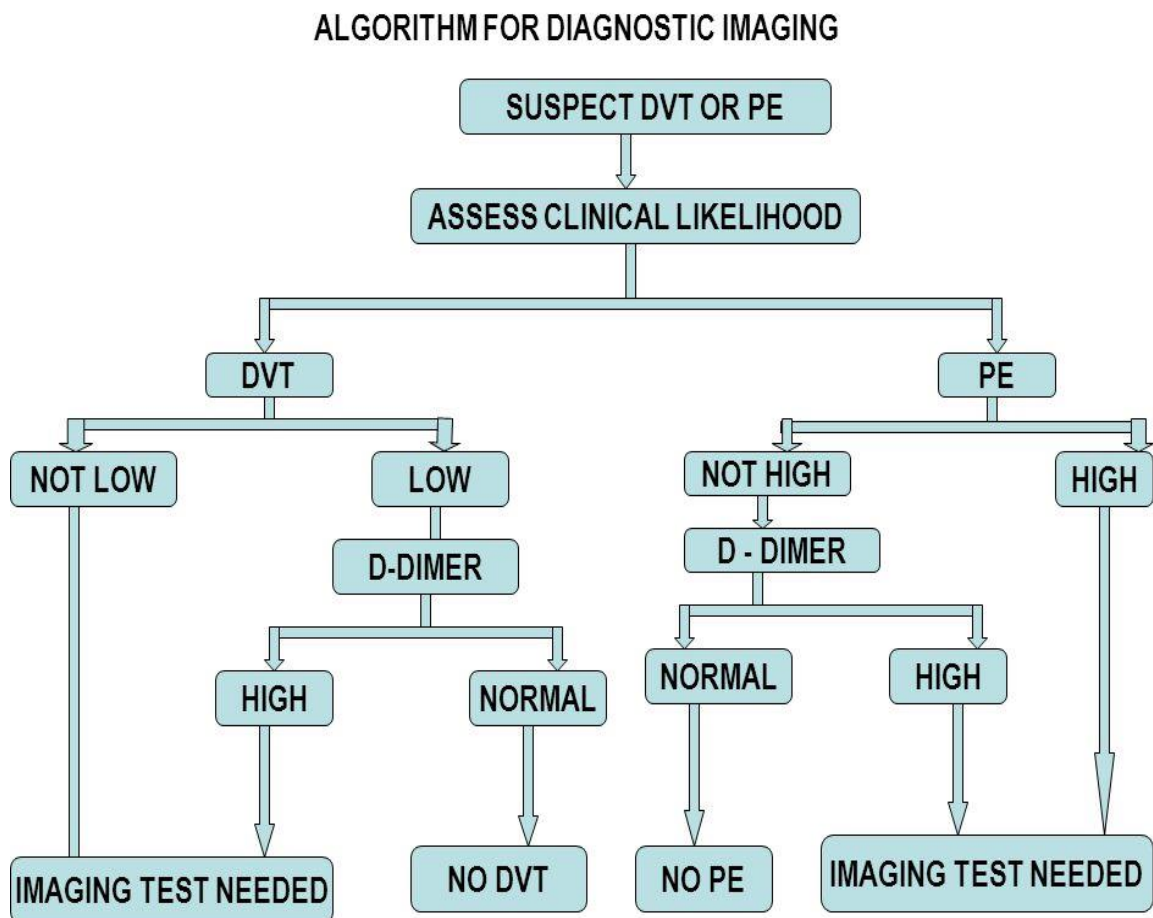 ALGORITHM FOR DIAGNOSTIC IMAGING
SUSPECT DVT OR PE
ASSESS CLINICAL LIKELIHOOD
DVT
PE
NOT LOW
LOW
NOT HIGH
HIGH
D-DIMER
D - DIMER
HIGH
NORMAL
NORMAL
HIGH
IMAGING TEST NEEDED
NO DVT
NO PE
IMAGING TEST NEEDED